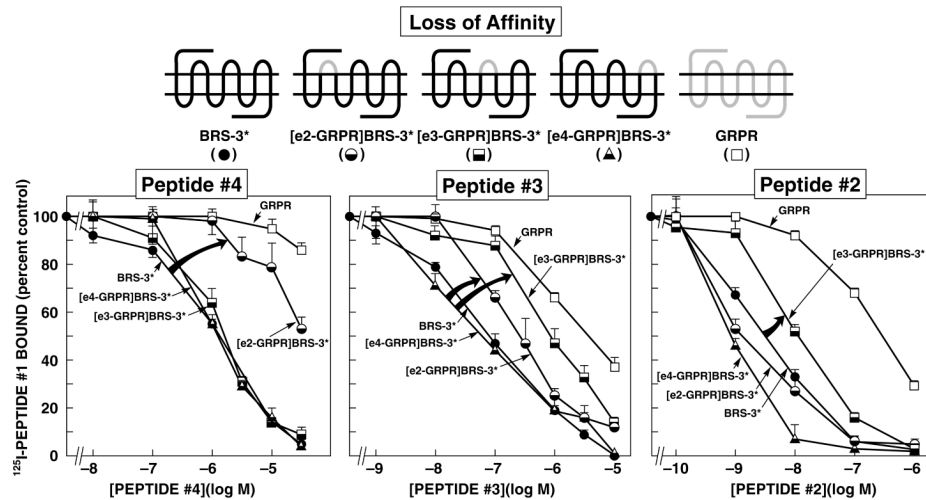 Loss of Affinity
BRS-3* [e2-GRPR]BRS-3* [e3-GRPR]BRS-3* [e4-GRPR]BRS-3* GRPR
(●) (◒) (⬓) (▲) (□)
Peptide #4
Peptide #3
Peptide #2
125I-PEPTIDE #1 BOUND (percent control)
100
80
60
40
20
0
GRPR
BRS-3*
[e4-GRPR]BRS-3*
[e3-GRPR]BRS-3*
[e2-GRPR]BRS-3*
–8 –7 –6 –5
[PEPTIDE #4](log M)
GRPR
[e3-GRPR]BRS-3*
BRS-3*
[e4-GRPR]BRS-3*
[e2-GRPR]BRS-3*
–9 –8 –7 –6 –5
[PEPTIDE #3](log M)
GRPR
[e3-GRPR]BRS-3*
[e4-GRPR]BRS-3*
[e2-GRPR]BRS-3*
BRS-3*
–10 –9 –8 –7 –6
[PEPTIDE #2](log M)